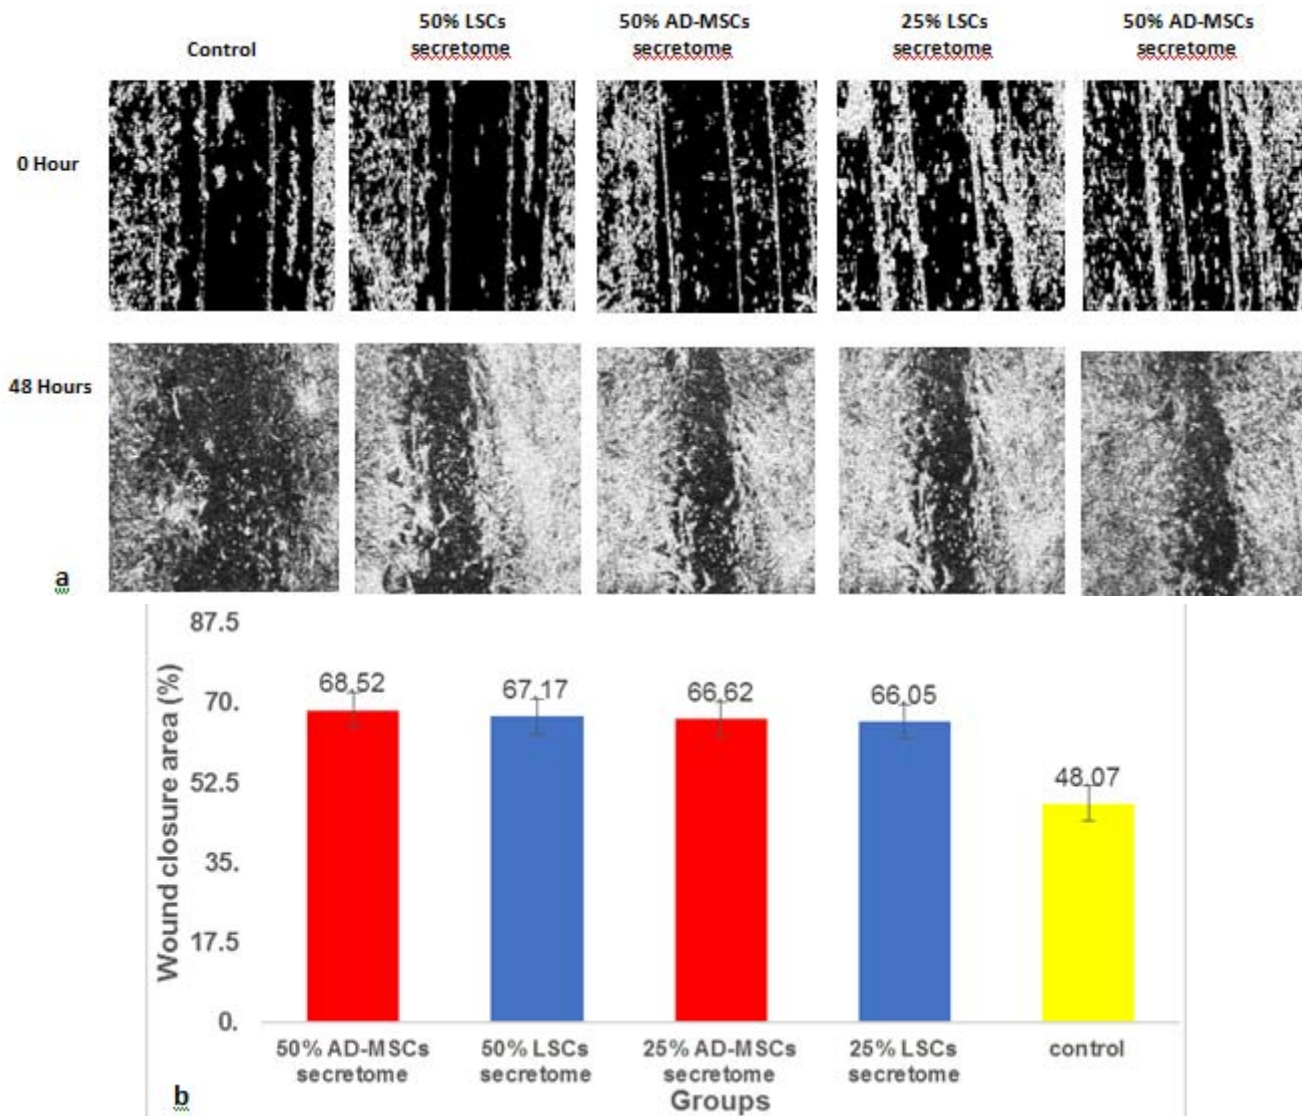 Control
50% LSCs
secretome
50% AD-MSCs
secretome
25% LSCs
secretome
50% AD-MSCs
secretome
0 Hour
48 Hours
a
87.5
70.
52.5
35.
17.5
0.
Wound closure area (%)
68.52
67.17
66.62
66.05
48.07
50% AD-MSCs
secretome
50% LSCs
secretome
25% AD-MSCs
secretome
25% LSCs
secretome
control
Groups
b